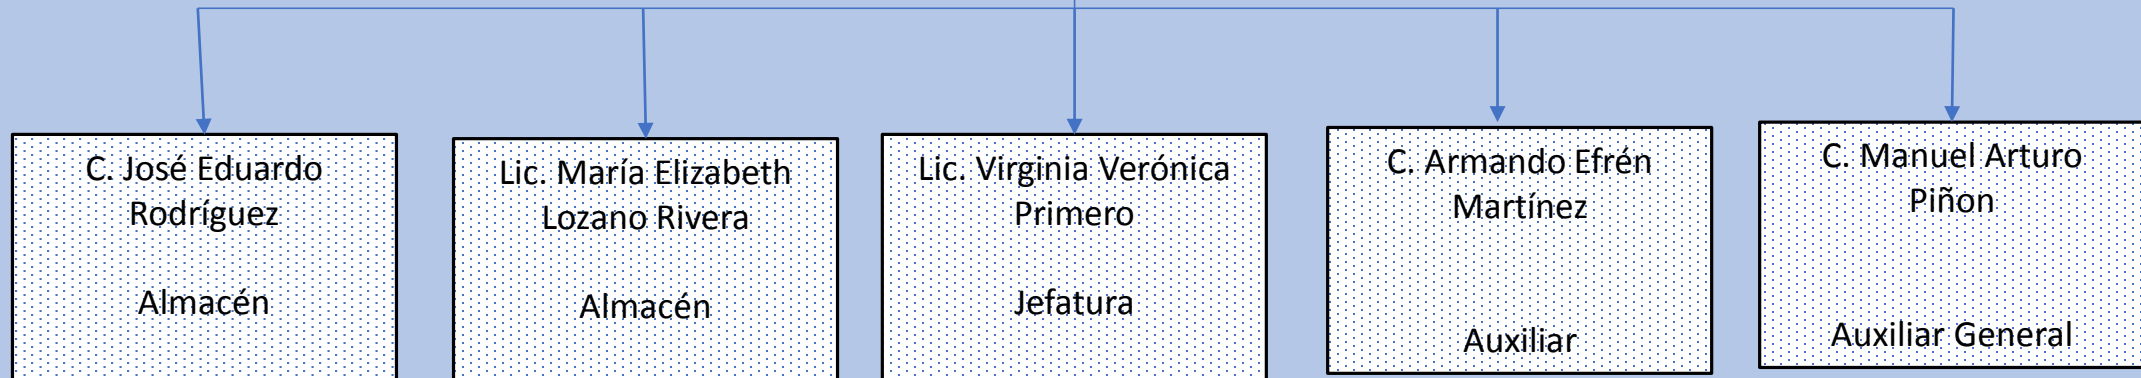 C. José Eduardo
Rodríguez
Almacén
Lic. María Elizabeth
Lozano Rivera
Almacén
Lic. Virginia Verónica
Primero
Jefatura
C. Armando Efrén
Martínez
Auxiliar
C. Manuel Arturo
Piñon
Auxiliar General